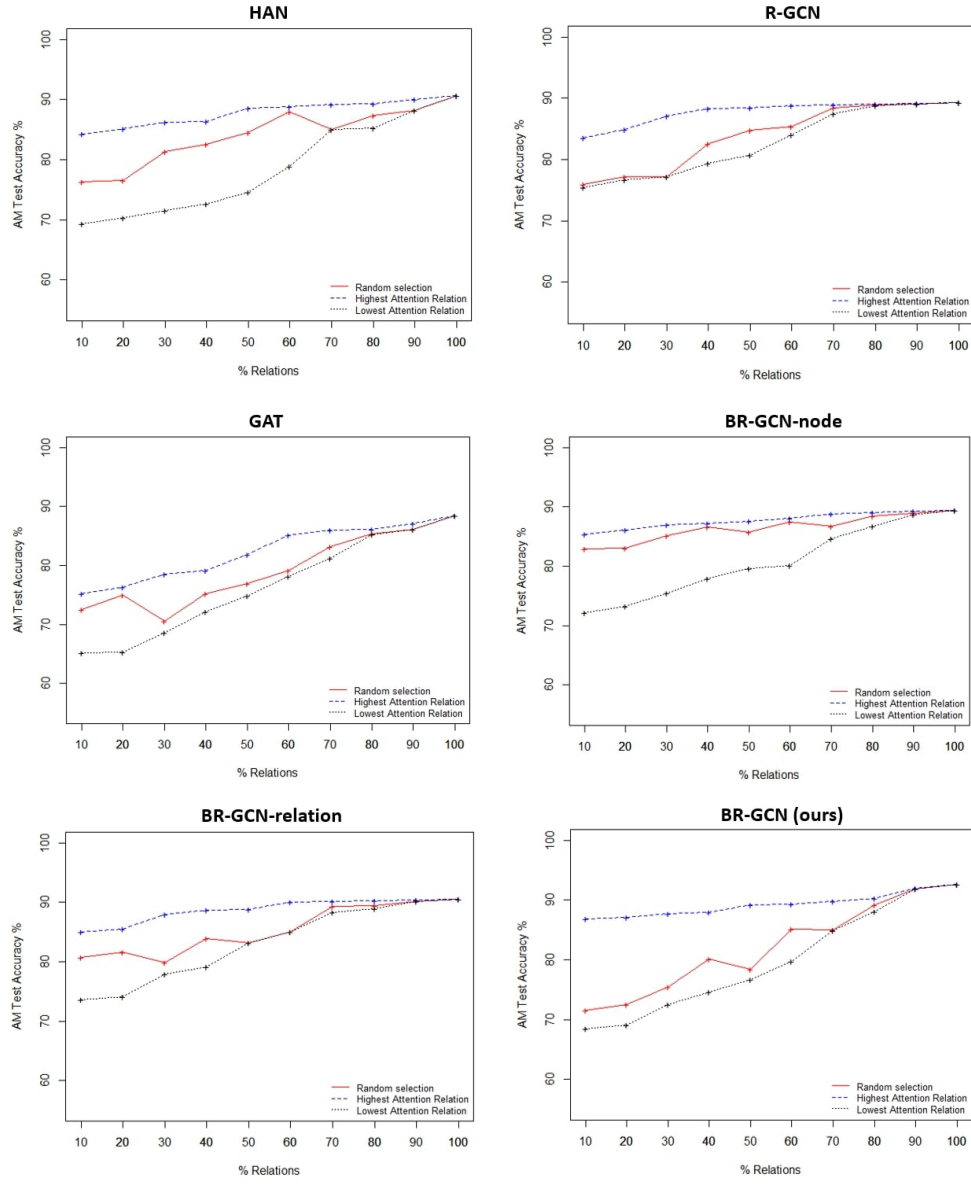 HAN
AM Test Accuracy %
100
90
80
70
60
Random selection
Highest Attention Relation
Lowest Attention Relation
10 20 30 40 50 60 70 80 90 100
% Relations
R-GCN
AM Test Accuracy %
100
90
80
70
60
Random selection
Highest Attention Relation
Lowest Attention Relation
10 20 30 40 50 60 70 80 90 100
% Relations
GAT
AM Test Accuracy %
100
90
80
70
60
Random selection
Highest Attention Relation
Lowest Attention Relation
10 20 30 40 50 60 70 80 90 100
% Relations
BR-GCN-node
AM Test Accuracy %
100
90
80
70
60
Random selection
Highest Attention Relation
Lowest Attention Relation
10 20 30 40 50 60 70 80 90 100
% Relations
BR-GCN-relation
AM Test Accuracy %
100
90
80
70
60
Random selection
Highest Attention Relation
Lowest Attention Relation
10 20 30 40 50 60 70 80 90 100
% Relations
BR-GCN (ours)
AM Test Accuracy %
100
90
80
70
60
Random selection
Highest Attention Relation
Lowest Attention Relation
10 20 30 40 50 60 70 80 90 100
% Relations